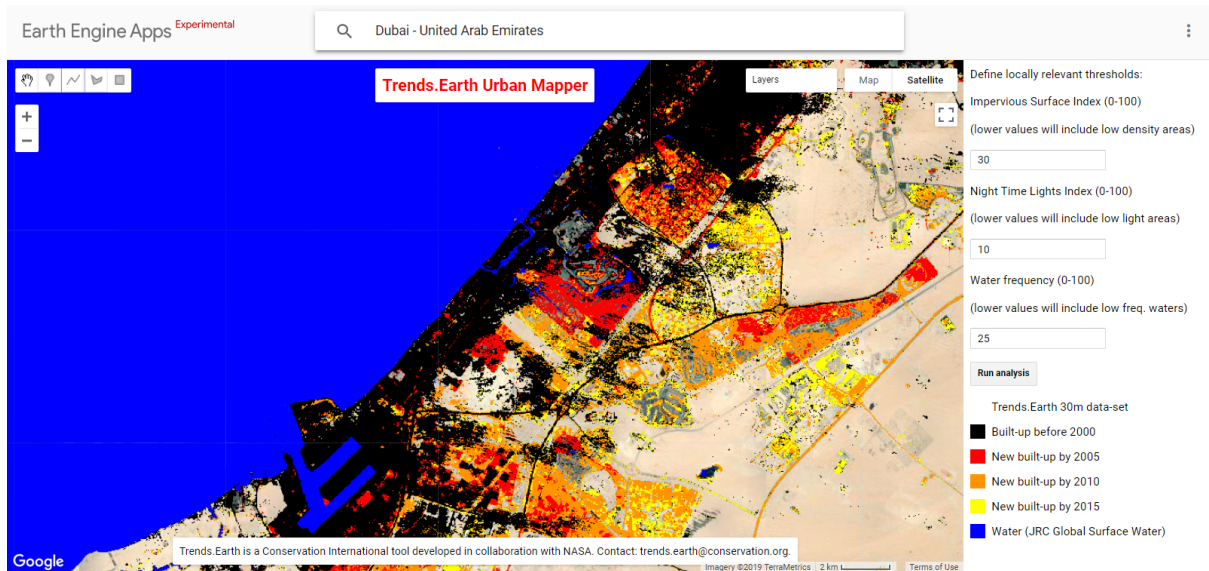 Earth Engine Apps Experimental
Dubai - United Arab Emirates
Trends.Earth Urban Mapper
Layers
Map
Satellite
+
−
Define locally relevant thresholds:
Impervious Surface Index (0-100)
(lower values will include low density areas)
30
Night Time Lights Index (0-100)
(lower values will include low light areas)
10
Water frequency (0-100)
(lower values will include low freq. waters)
25
Run analysis
Trends.Earth 30m data-set
Built-up before 2000
New built-up by 2005
New built-up by 2010
New built-up by 2015
Water (JRC Global Surface Water)
Trends.Earth is a Conservation International tool developed in collaboration with NASA. Contact: trends.earth@conservation.org.
Google
Imagery ©2019 TerraMetrics
2 km
Terms of Use